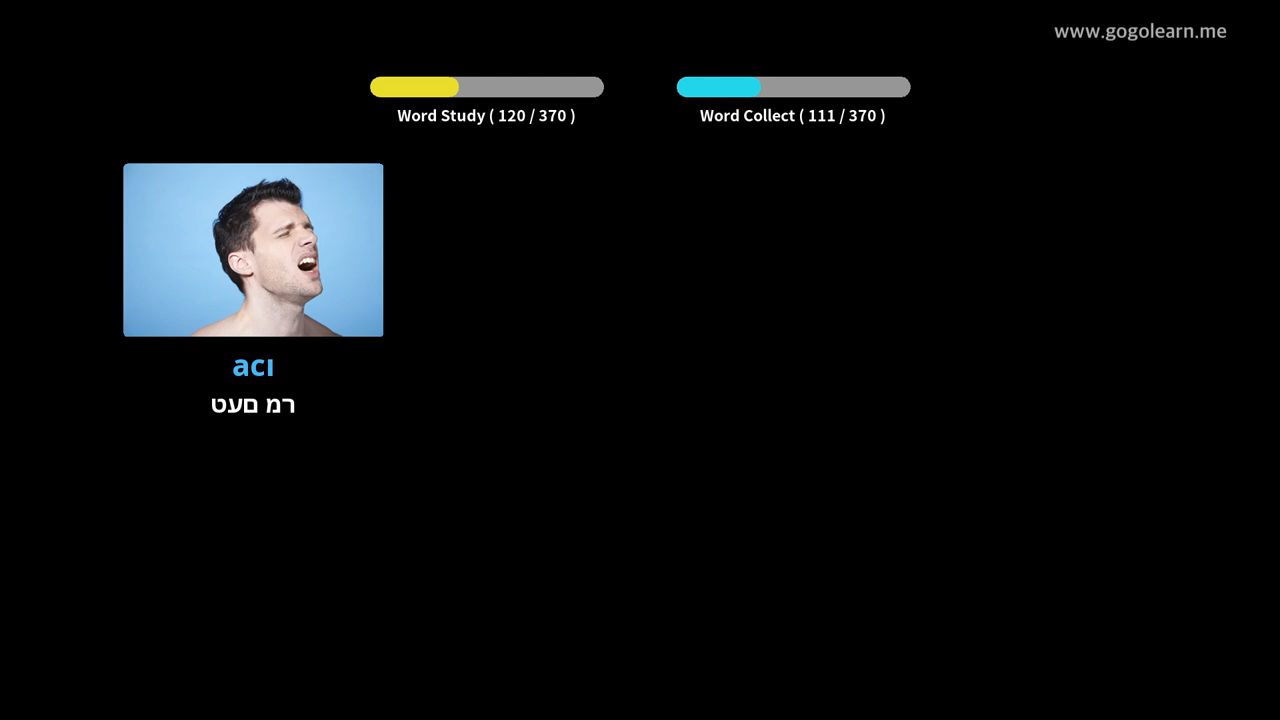 www.gogolearn.me
Word Study ( 120 / 370 )
Word Collect ( 111 / 370 )
acı
רמ םעט